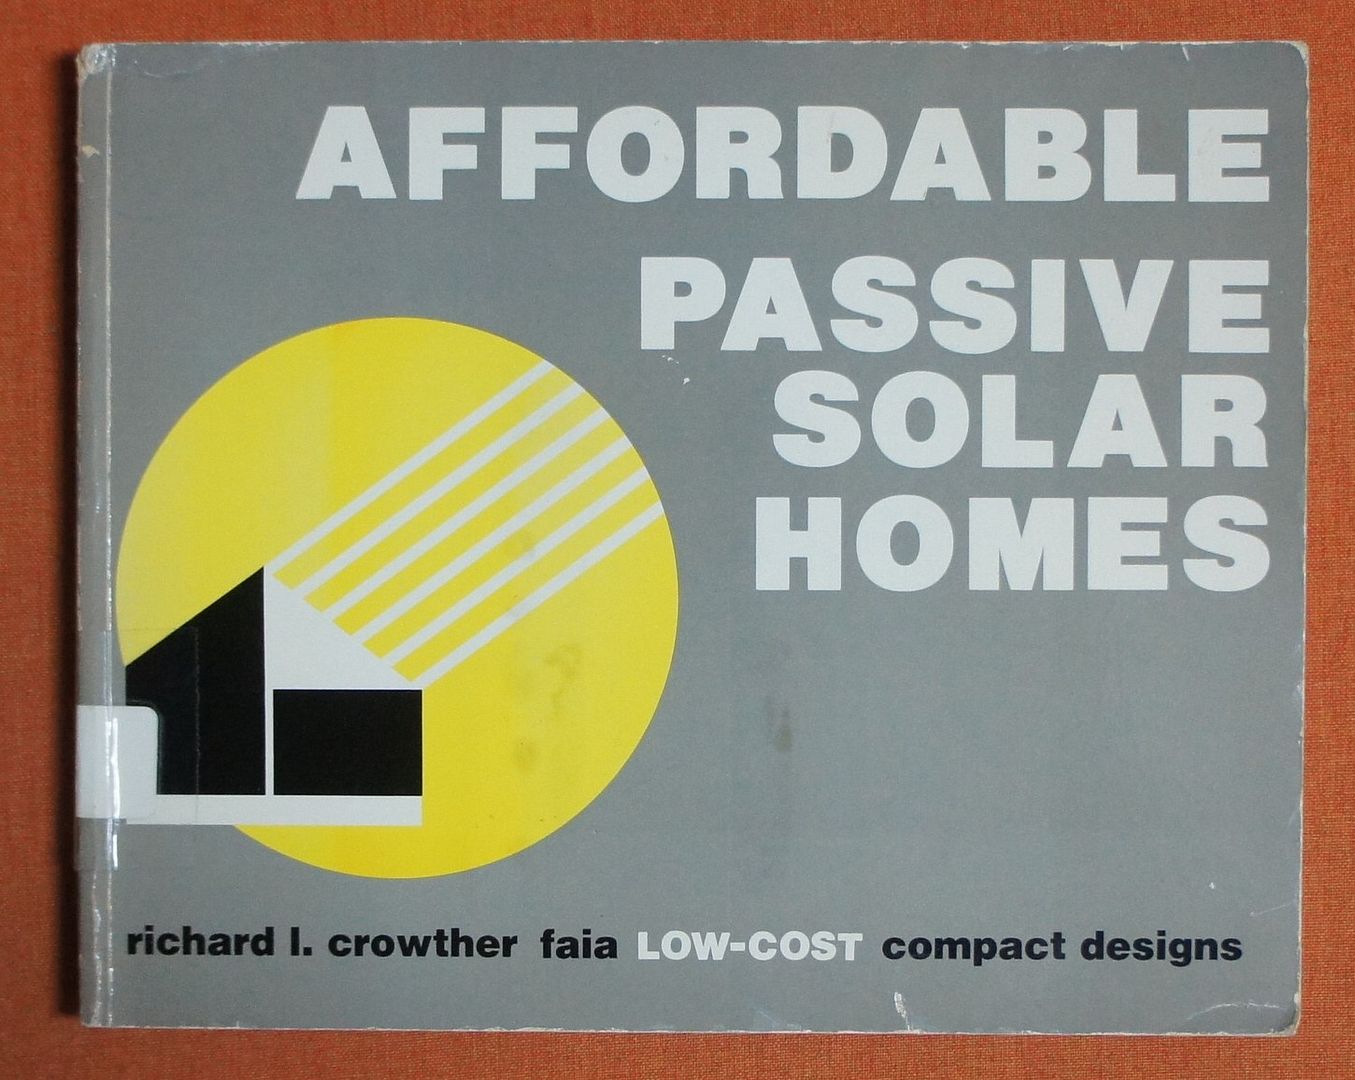 AFFORDABLE
PASSIVE
SOLAR
HOMES
richard l. crowther faia LOW-COST compact designs